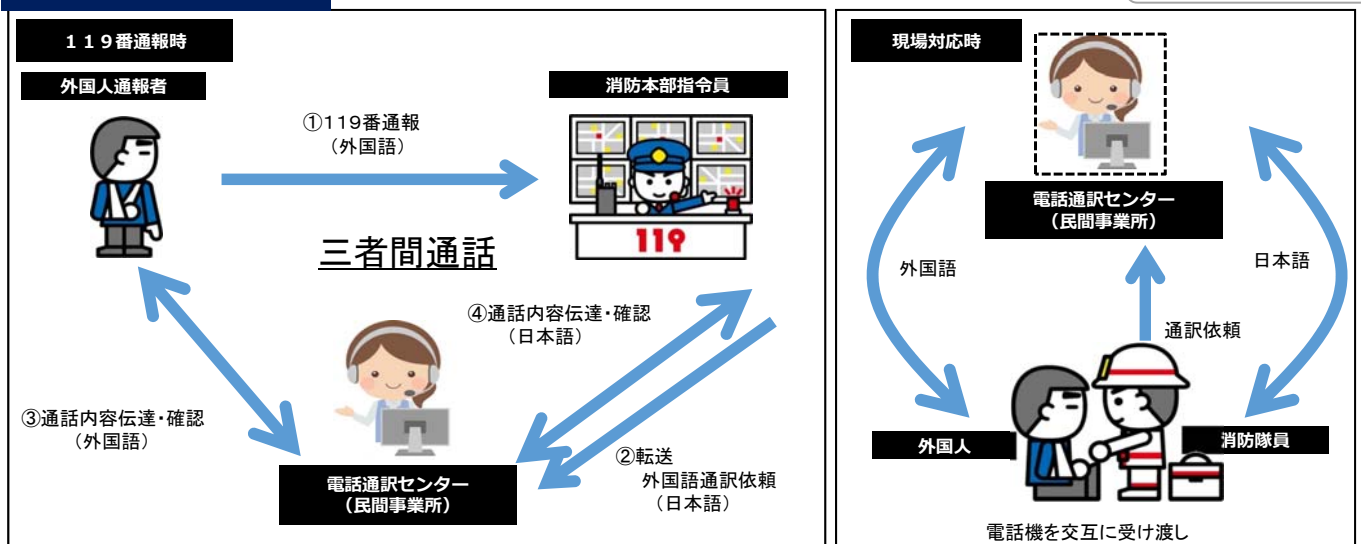 119番通報時
外国人通報者
消防本部指令員
①119番通報
(外国語)
119
三者間通話
④通話内容伝達・確認
(日本語)
③通話内容伝達・確認
(外国語)
②転送
外国語通訳依頼
(日本語)
電話通訳センター
(民間事業所)
現場対応時
電話通訳センター
(民間事業所)
外国語
日本語
通訳依頼
外国人
消防隊員
電話機を交互に受け渡し